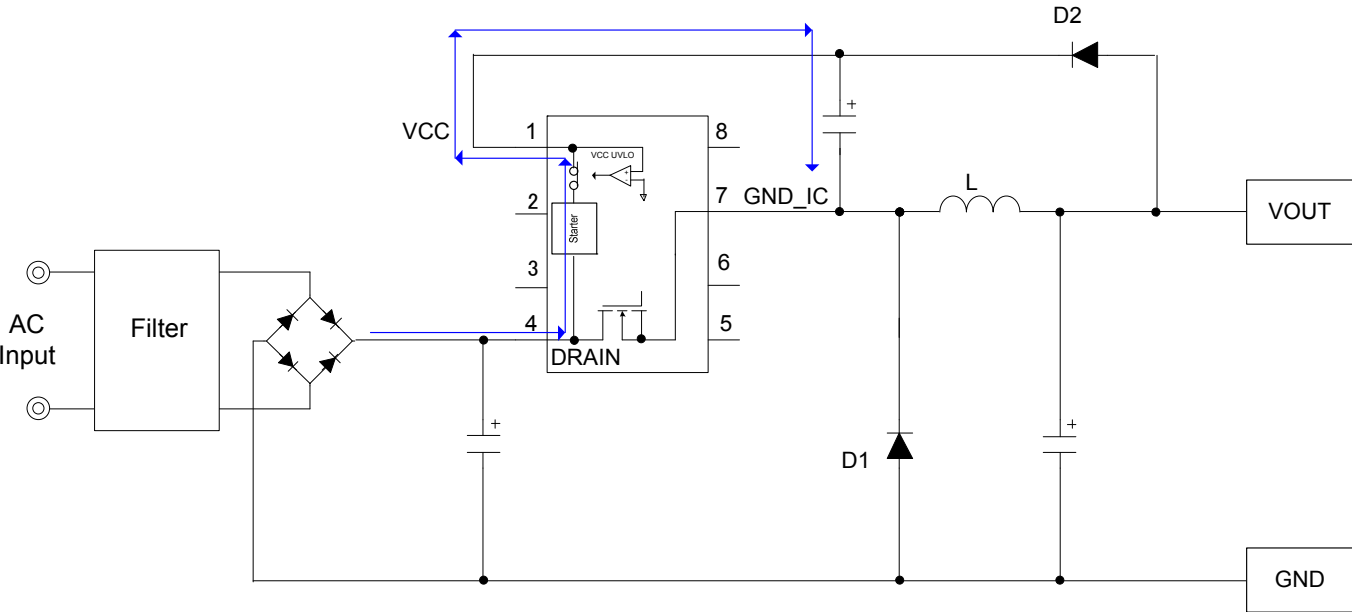 D2
VCC
1
8
VCC UVLO
+
-
+
2
7
GND_IC
L
VOUT
Starter
3
6
AC
Input
Filter
4
5
DRAIN
+
D1
+
GND